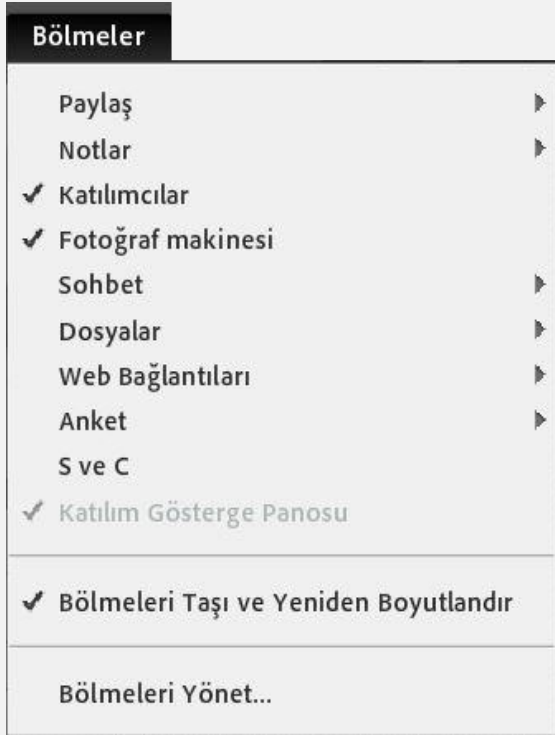 Bölmeler
Paylaş
Notlar
Katılımcılar
Fotoğraf makinesi
Sohbet
Dosyalar
Web Bağlantıları
Anket
S ve C
Katılım Gösterge Panosu
Bölmeleri Taşı ve Yeniden Boyutlandır
Bölmeleri Yönet...